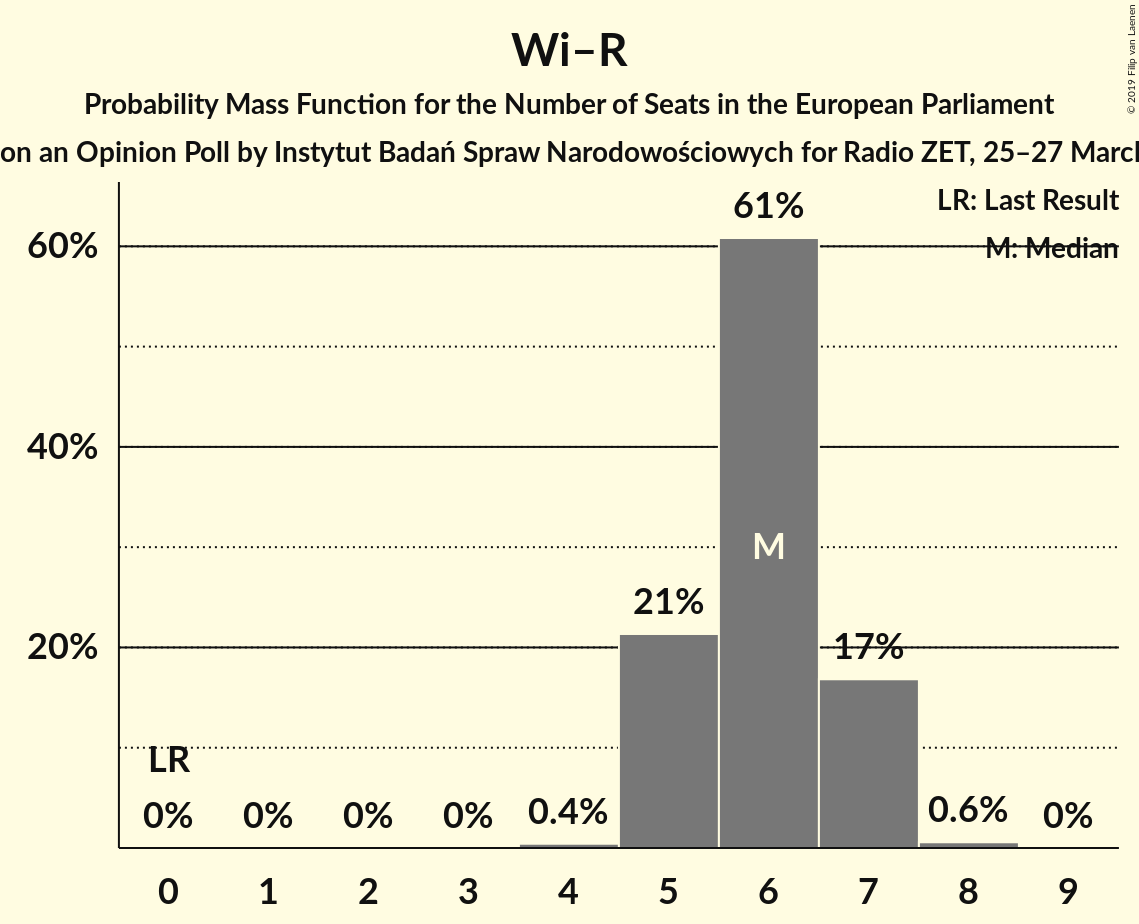 Wi–R
Probability Mass Function for the Number of Seats in the European Parliament
on an Opinion Poll by Instytut Badań Spraw Narodowościowych for Radio ZET, 25–27 March
© 2019 Filip van Laenen
LR: Last Result
M: Median
61%
60%
40%
M
21%
20%
17%
LR
0%
0%
0%
0%
0.4%
0.6%
0%
0 1 2 3 4 5 6 7 8 9